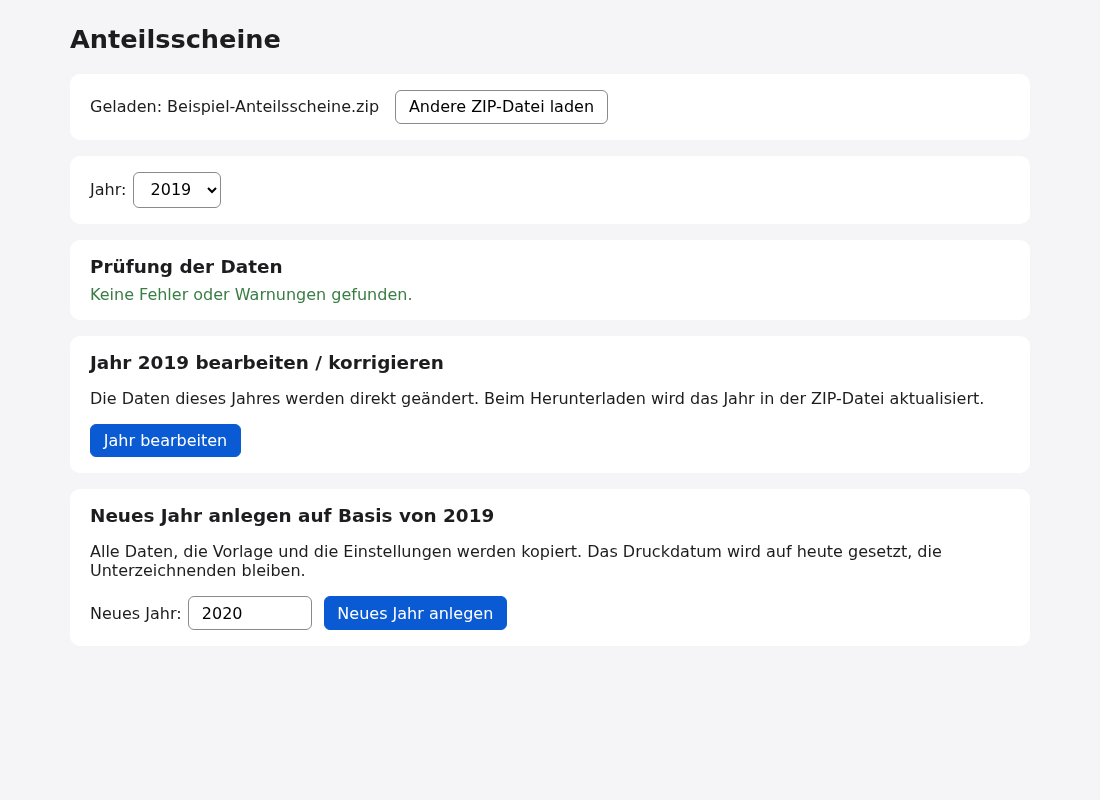 Anteilsscheine
Geladen: Beispiel-Anteilsscheine.zip Andere ZIP-Datei laden
Jahr: 2019
Prüfung der Daten
Keine Fehler oder Warnungen gefunden.
Jahr 2019 bearbeiten / korrigieren
Die Daten dieses Jahres werden direkt geändert. Beim Herunterladen wird das Jahr in der ZIP-Datei aktualisiert.
Jahr bearbeiten
Neues Jahr anlegen auf Basis von 2019
Alle Daten, die Vorlage und die Einstellungen werden kopiert. Das Druckdatum wird auf heute gesetzt, die
Unterzeichnenden bleiben.
Neues Jahr: 2020 Neues Jahr anlegen